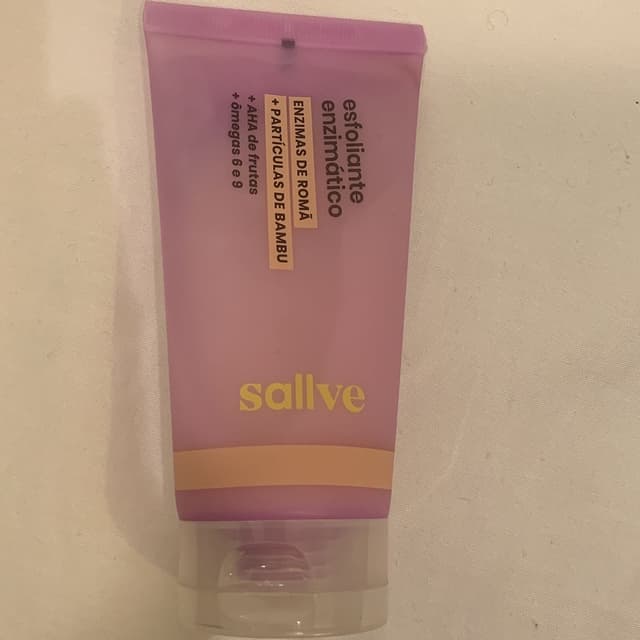 esfoliante
enzimático
ENZIMAS DE ROMÃ
+ PARTÍCULAS DE BAMBU
+ AHA de frutas
+ ômegas 6 e 9
sallve